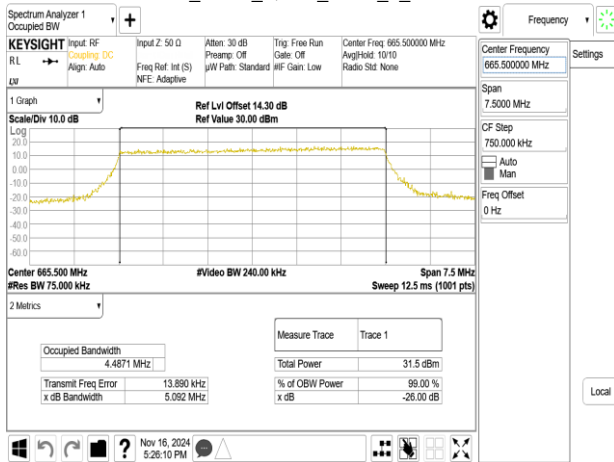 Spectrum Analyzer 1
Occupied BW
Frequency
KEYSIGHT
RL
Input: RF
Coupling: DC
Align: Auto
Input Z: 50 Ω
Freq Ref: Int (S)
NFE: Adaptive
Atten: 30 dB
Preamp: Off
µW Path: Standard
Trig: Free Run
Gate: Off
#IF Gain: Low
Center Freq: 665.500000 MHz
Avg|Hold: 10/10
Radio Std: None
Center Frequency
665.500000 MHz
Settings
Span
7.5000 MHz
CF Step
750.000 kHz
Auto
Man
Freq Offset
0 Hz
Local
1 Graph
Scale/Div 10.0 dB
Ref Lvl Offset 14.30 dB
Ref Value 30.00 dBm
Log
20.0
10.0
0.00
-10.0
-20.0
-30.0
-40.0
-50.0
-60.0
Center 665.500 MHz
#Res BW 75.000 kHz
#Video BW 240.00 kHz
Span 7.5 MHz
Sweep 12.5 ms (1001 pts)
2 Metrics
Measure Trace Trace 1
Occupied Bandwidth
4.4871 MHz
Total Power 31.5 dBm
Transmit Freq Error 13.890 kHz
% of OBW Power 99.00 %
x dB Bandwidth 5.092 MHz
x dB -26.00 dB
Nov 16, 2024
5:26:10 PM